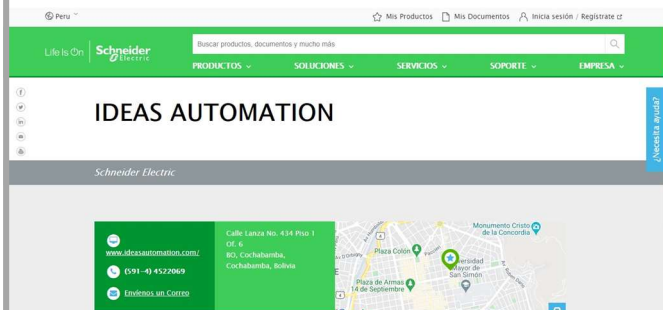 Peru
Mis Productos
Mis Documentos
Inicia sesión / Regístrate
Life Is On
Schneider
Electric
Buscar productos, documentos y mucho más
PRODUCTOS
SOLUCIONES
SERVICIOS
SOPORTE
EMPRESA
¿Necesita ayuda?
IDEAS AUTOMATION
Schneider Electric
www.ideasautomation.com/
(591-4) 4522069
Envíenos un Correo
Calle Lanza No. 434 Piso 1
Of. 6
BO, Cochabamba,
Cochabamba, Bolivia
Monumento Cristo
de la Concordia
Plaza Colón
Mayor de
San Simón
Plaza de Armas
14 de Septiembre